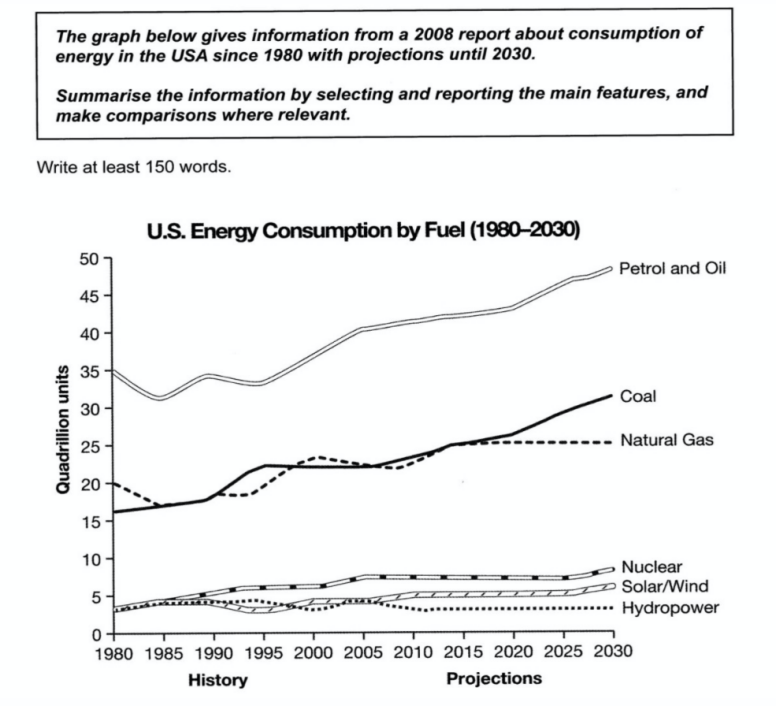 The graph below gives information from a 2008 report about consumption of
energy in the USA since 1980 with projections until 2030.
Summarise the information by selecting and reporting the main features, and
make comparisons where relevant.
Write at least 150 words.
U.S. Energy Consumption by Fuel (1980–2030)
Quadrillion units
50
45
40
35
30
25
20
15
10
5
0
Petrol and Oil
Coal
Natural Gas
Nuclear
Solar/Wind
Hydropower
1980 1985 1990 1995 2000 2005 2010 2015 2020 2025 2030
History Projections